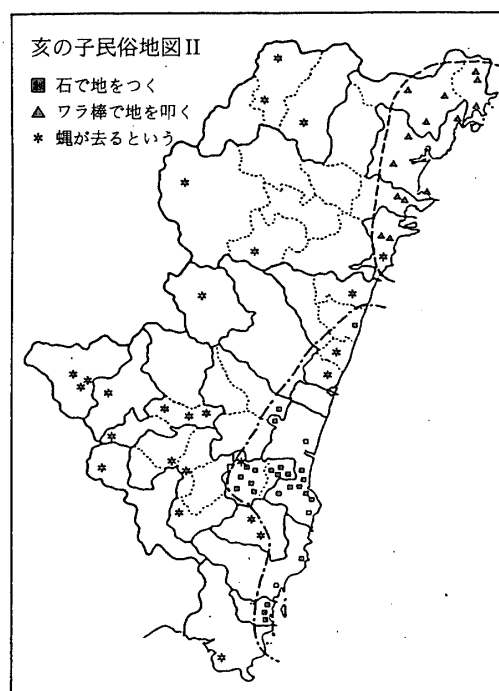 亥の子民俗地図Ⅱ
石で地をつく
ワラ棒で地を叩く
蝿が去るという